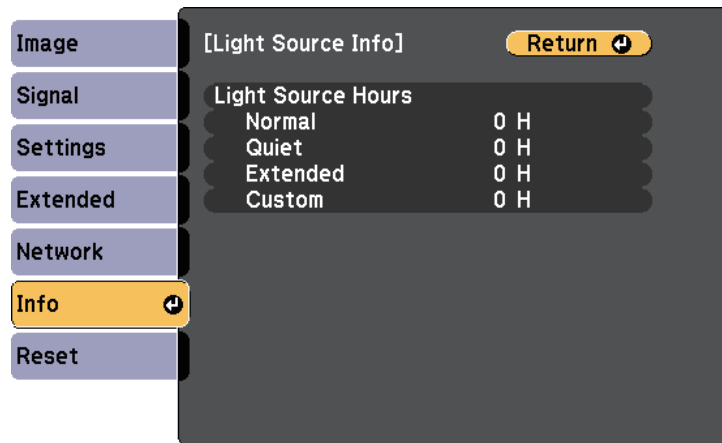 Image
Signal
Settings
Extended
Network
Info
Reset
[Light Source Info]
Return
Light Source Hours
Normal 0 H
Quiet 0 H
Extended 0 H
Custom 0 H